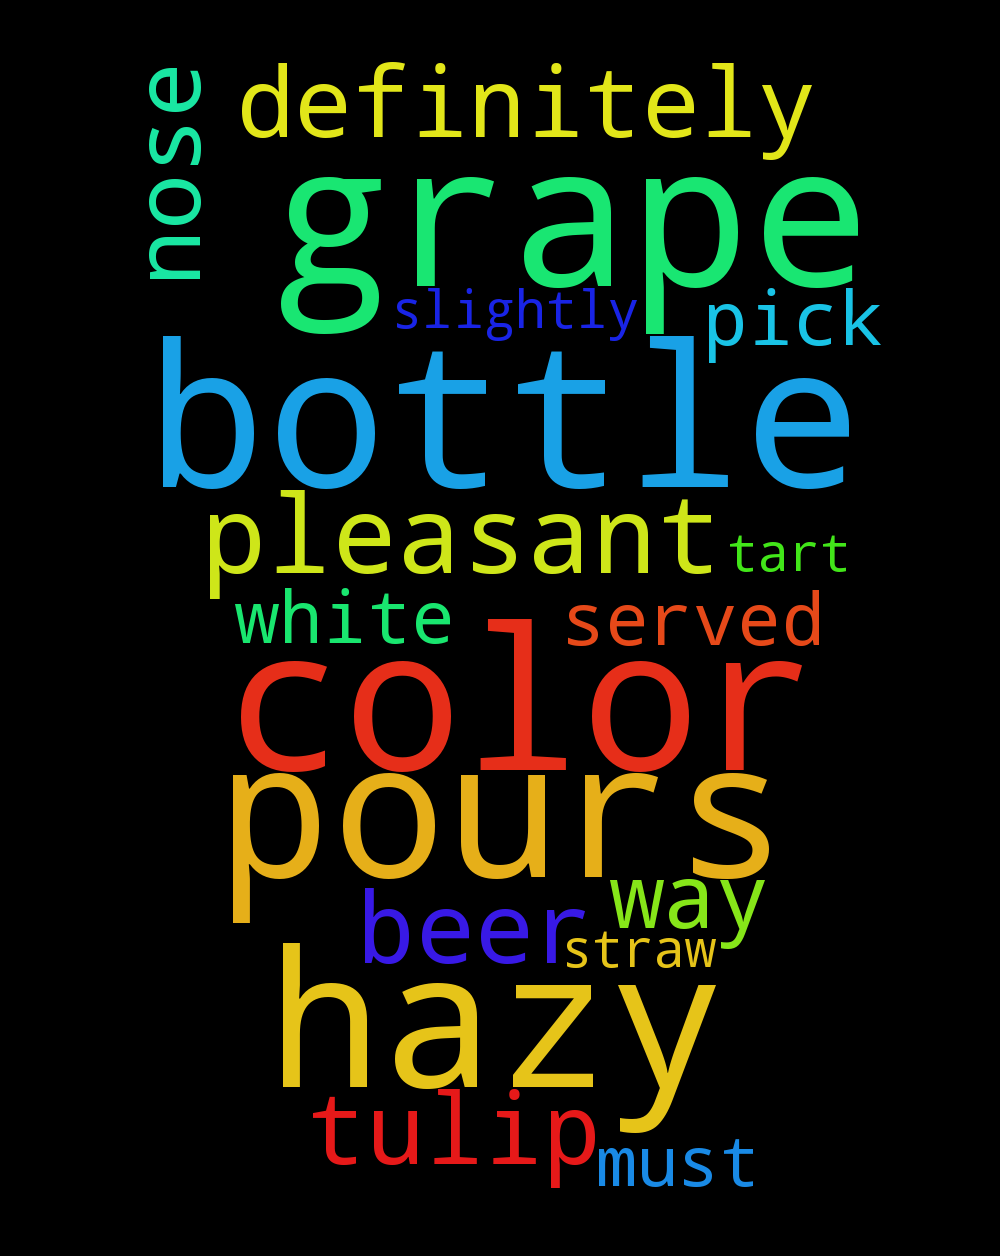 nose
definitely
grape
slightly
pick
bottle
pleasant
tart
white
served
color
pours
way
beer
straw
hazy
tulip
must